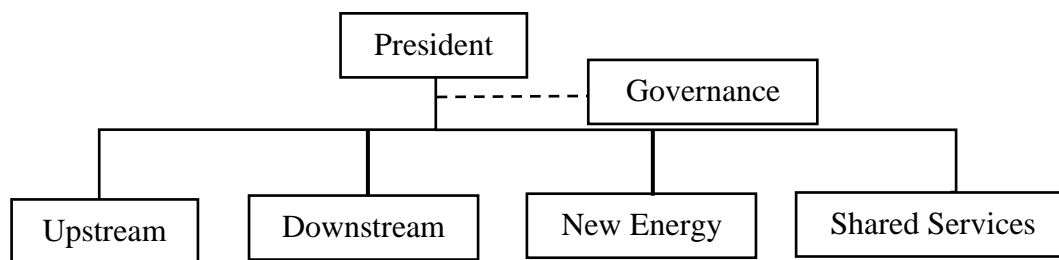 President
Governance
Upstream
Downstream
New Energy
Shared Services